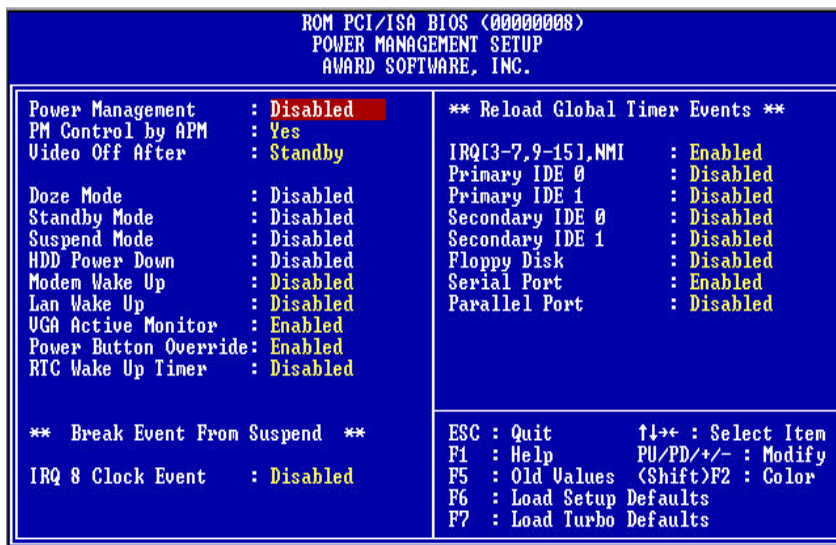 ROM PCI/ISA BIOS (00000008)
POWER MANAGEMENT SETUP
AWARD SOFTWARE, INC.
Power Management : Disabled
PM Control by APM : Yes
Video Off After : Standby
Doze Mode : Disabled
Standby Mode : Disabled
Suspend Mode : Disabled
HDD Power Down : Disabled
Modem Wake Up : Disabled
Lan Wake Up : Disabled
VGA Active Monitor : Enabled
Power Button Override: Enabled
RTC Wake Up Timer : Disabled
** Break Event From Suspend **
IRQ 8 Clock Event : Disabled
** Reload Global Timer Events **
IRQ[3-7,9-15],NMI : Enabled
Primary IDE 0 : Disabled
Primary IDE 1 : Disabled
Secondary IDE 0 : Disabled
Secondary IDE 1 : Disabled
Floppy Disk : Disabled
Serial Port : Enabled
Parallel Port : Disabled
ESC : Quit ↑↓→← : Select Item
F1 : Help PU/PD/+/- : Modify
F5 : Old Values (Shift)F2 : Color
F6 : Load Setup Defaults
F7 : Load Turbo Defaults